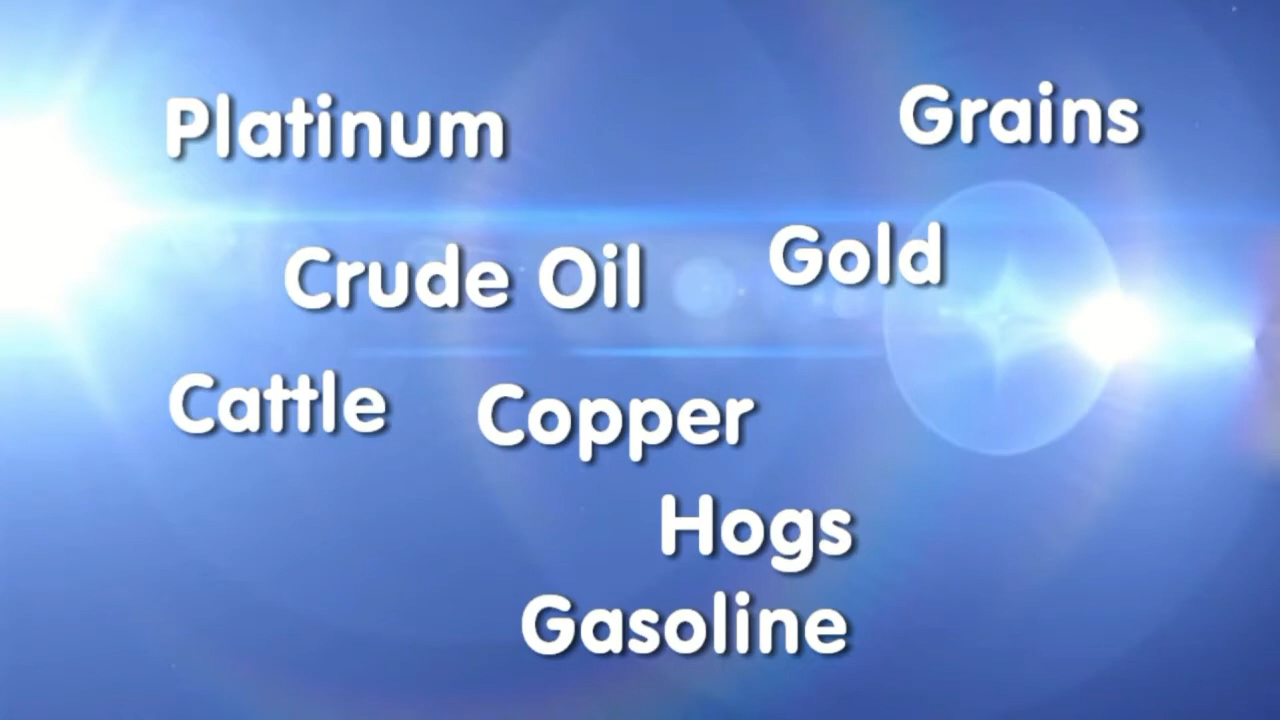 Platinum
Grains
Crude Oil
Gold
Cattle
Copper
Hogs
Gasoline